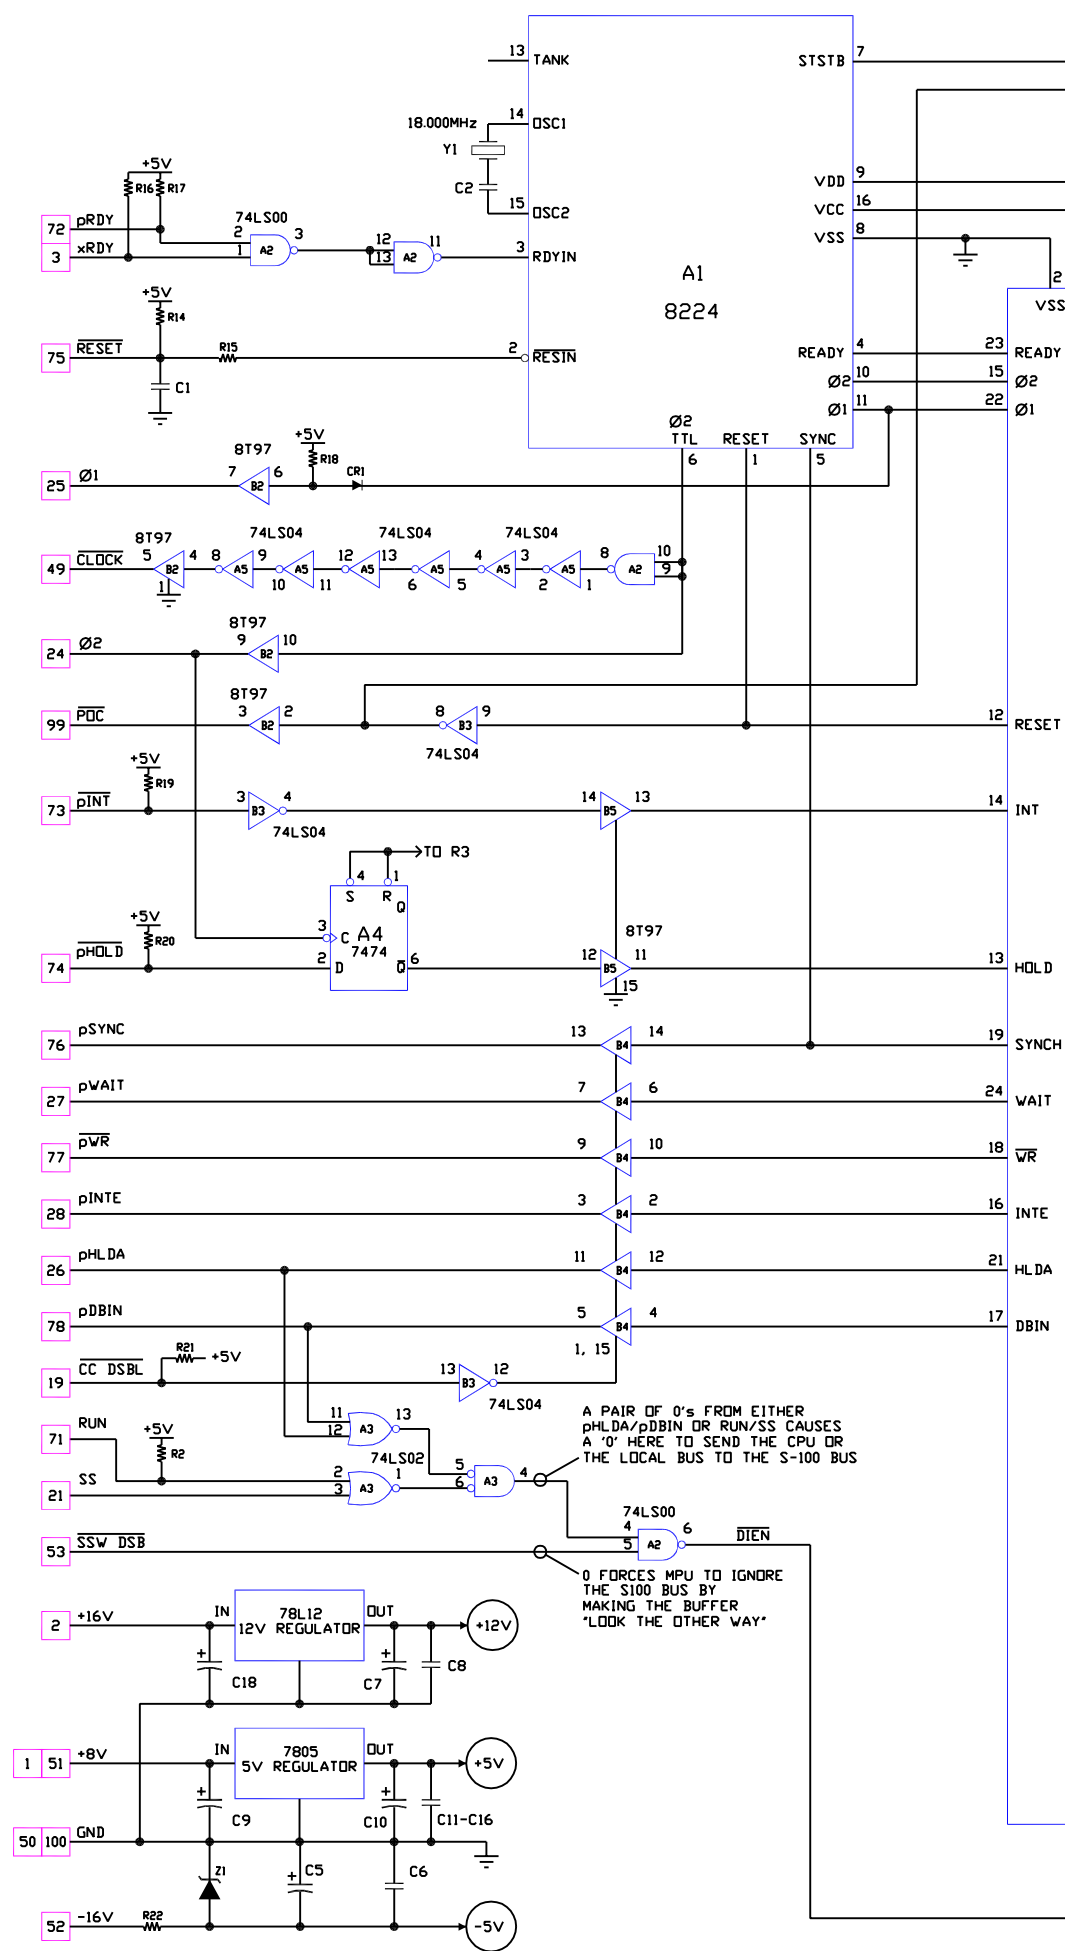 13 TANK
STSTB 7
18.000MHz
14 OSC1
Y1
C2
15 OSC2
VDD 9
VCC 16
VSS 8
2
VSS
+5V
R16 R17
72 pRDY
3 xRDY
74LS00
2
1
A2
3
12
13
A2
11
3 RDYIN
A1
8224
+5V
R14
75 RESET
R15
2 RESIN
C1
READY 4 23 READY
Ø2 10 15 Ø2
Ø1 11 22 Ø1
Ø2
TTL RESET SYNC
6 1 5
25 Ø1
8T97
7 B2 6
+5V
R18
CR1
49 CLOCK
8T97
5 B2 4
1
74LS04
8 A5 9
10 A5 11
74LS04
12 A5 13
6 A5 5
74LS04
4 A5 3
2 A5 1
8 A2 10
9
24 Ø2
8T97
9 B2 10
99 POC
8T97
3 B2 2
8 B3 9
74LS04
12 RESET
+5V
R19
73 pINT
3 B3 4
74LS04
14 B5 13
14 INT
TO R3
4 1
S R
Q
3 C A4
7474
+5V
R20
74 pHOLD
2 D Q 6
8T97
12 B5 11
15
13 HOLD
76 pSYNC
13 B4 14
19 SYNCH
27 pWAIT
7 B4 6
24 WAIT
77 pWR
9 B4 10
18 WR
28 pINTE
3 B4 2
16 INTE
26 pHLDA
11 B4 12
21 HLDA
78 pDBIN
5 B4 4
17 DBIN
1, 15
R21
+5V
19 CC DSBL
13 B3 12
74LS04
71 RUN
+5V
R2
11
12
A3
13
74LS02
21 SS
2
3
A3
1
5
6
A3
4
A PAIR OF 0's FROM EITHER
pHLDA/pDBIN OR RUN/SS CAUSES
A '0' HERE TO SEND THE CPU OR
THE LOCAL BUS TO THE S-100 BUS
53 SSW DSB
74LS00
4
5
A2
6
DIEN
0 FORCES MPU TO IGNORE
THE S100 BUS BY
MAKING THE BUFFER
"LOOK THE OTHER WAY"
2 +16V
IN 78L12 OUT
12V REGULATOR
+12V
+ C18
+ C7
C8
1 51 +8V
IN 7805 OUT
5V REGULATOR
+5V
+ C9
+ C10
C11-C16
50 100 GND
Z1
+ C5
C6
52 -16V
R22
-5V